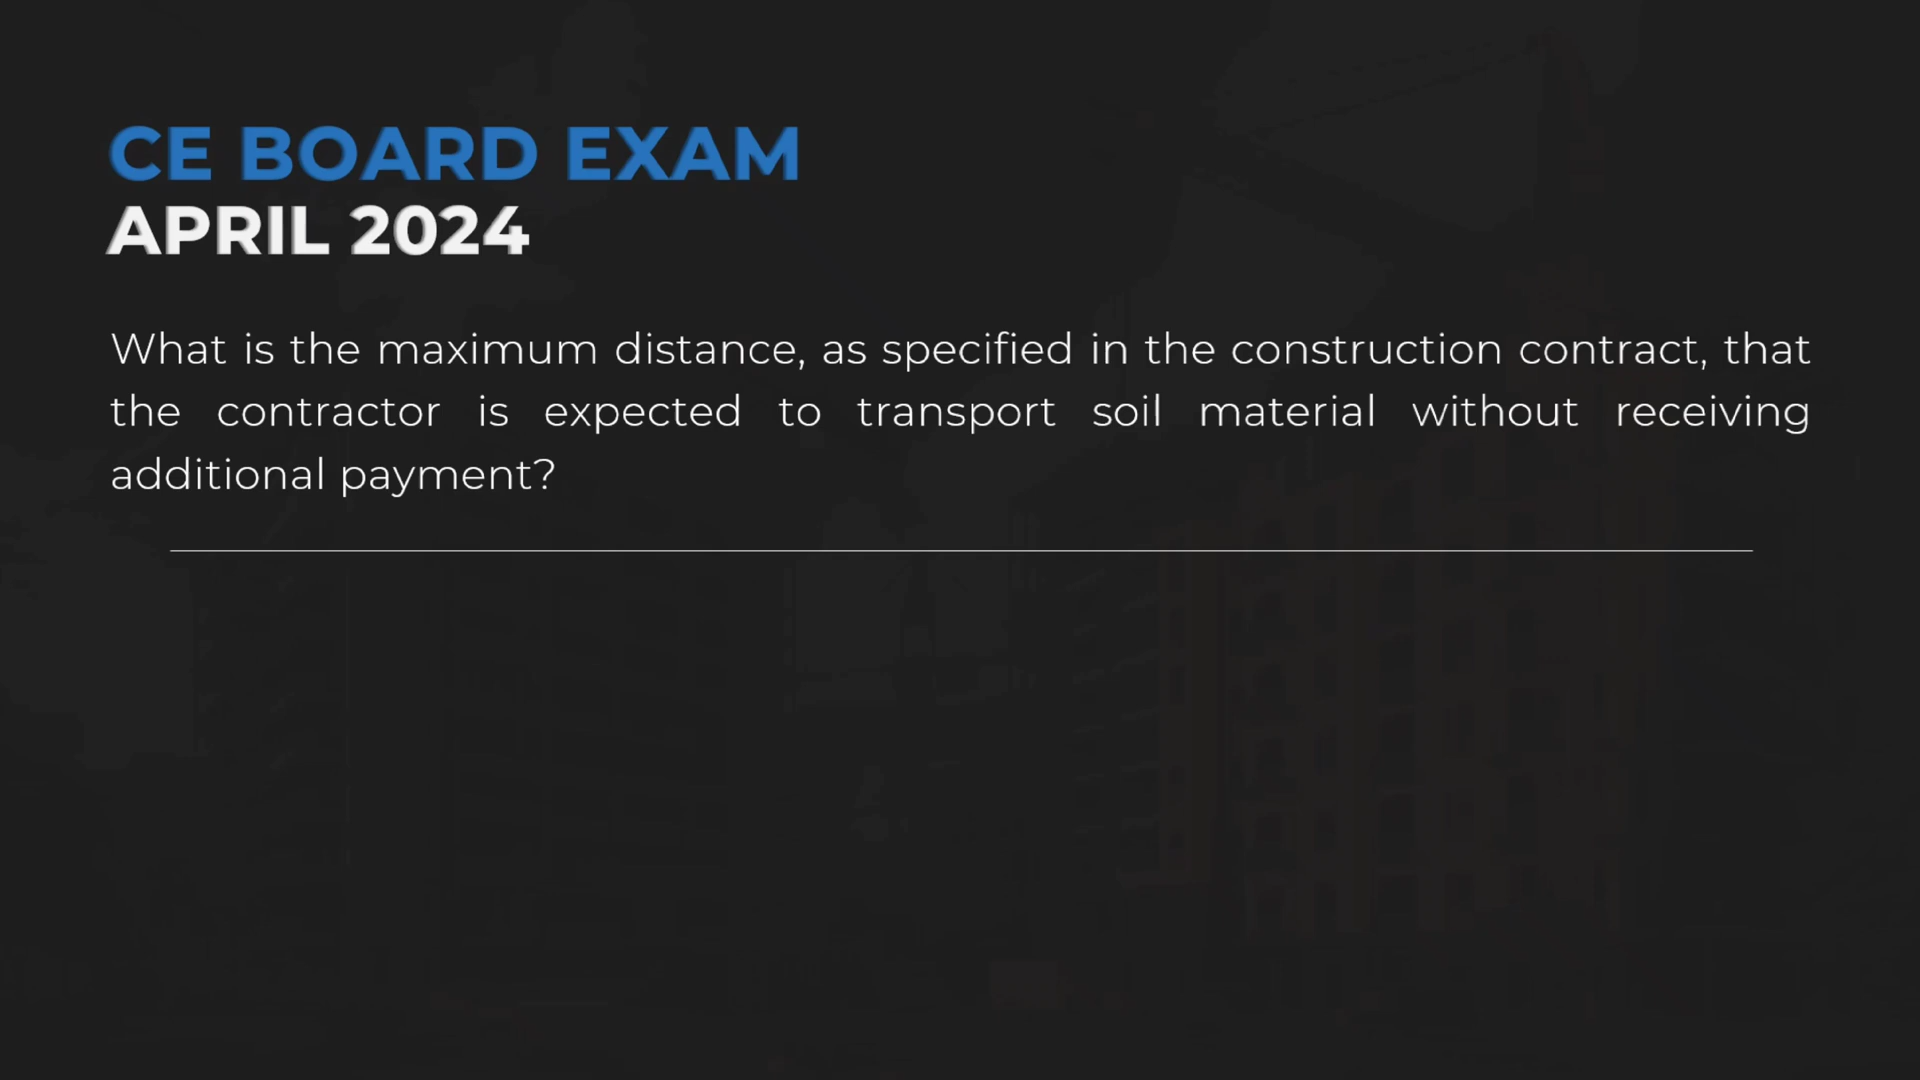 CE BOARD EXAM
APRIL 2024
What is the maximum distance, as specified in the construction contract, that
the contractor is expected to transport soil material without receiving
additional payment?